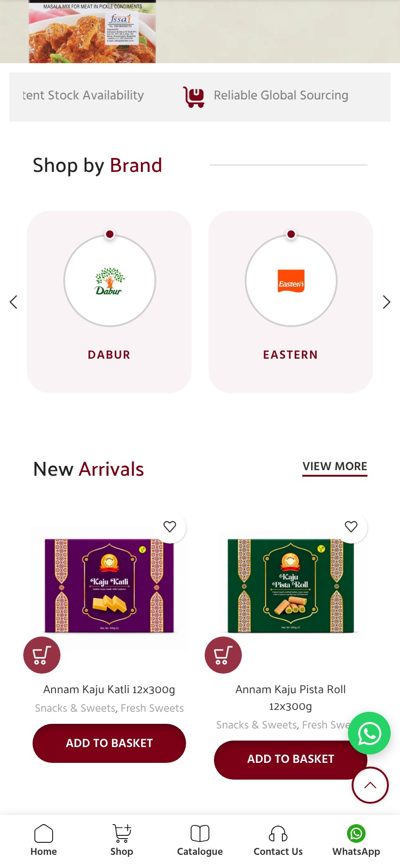 MASALA MIX FOR MEAT IN PICKLE CONDIMENTS
fssai
tent Stock Availability
Reliable Global Sourcing
Shop by Brand
Dabur
Eastern
DABUR
EASTERN
New Arrivals
VIEW MORE
Kaju Katli
Kaju
Pista Roll
Annam Kaju Katli 12x300g
Snacks & Sweets, Fresh Sweets
ADD TO BASKET
Annam Kaju Pista Roll
12x300g
Snacks & Sweets, Fresh Swe
ADD TO BASKET
Home
Shop
Catalogue
Contact Us
WhatsApp